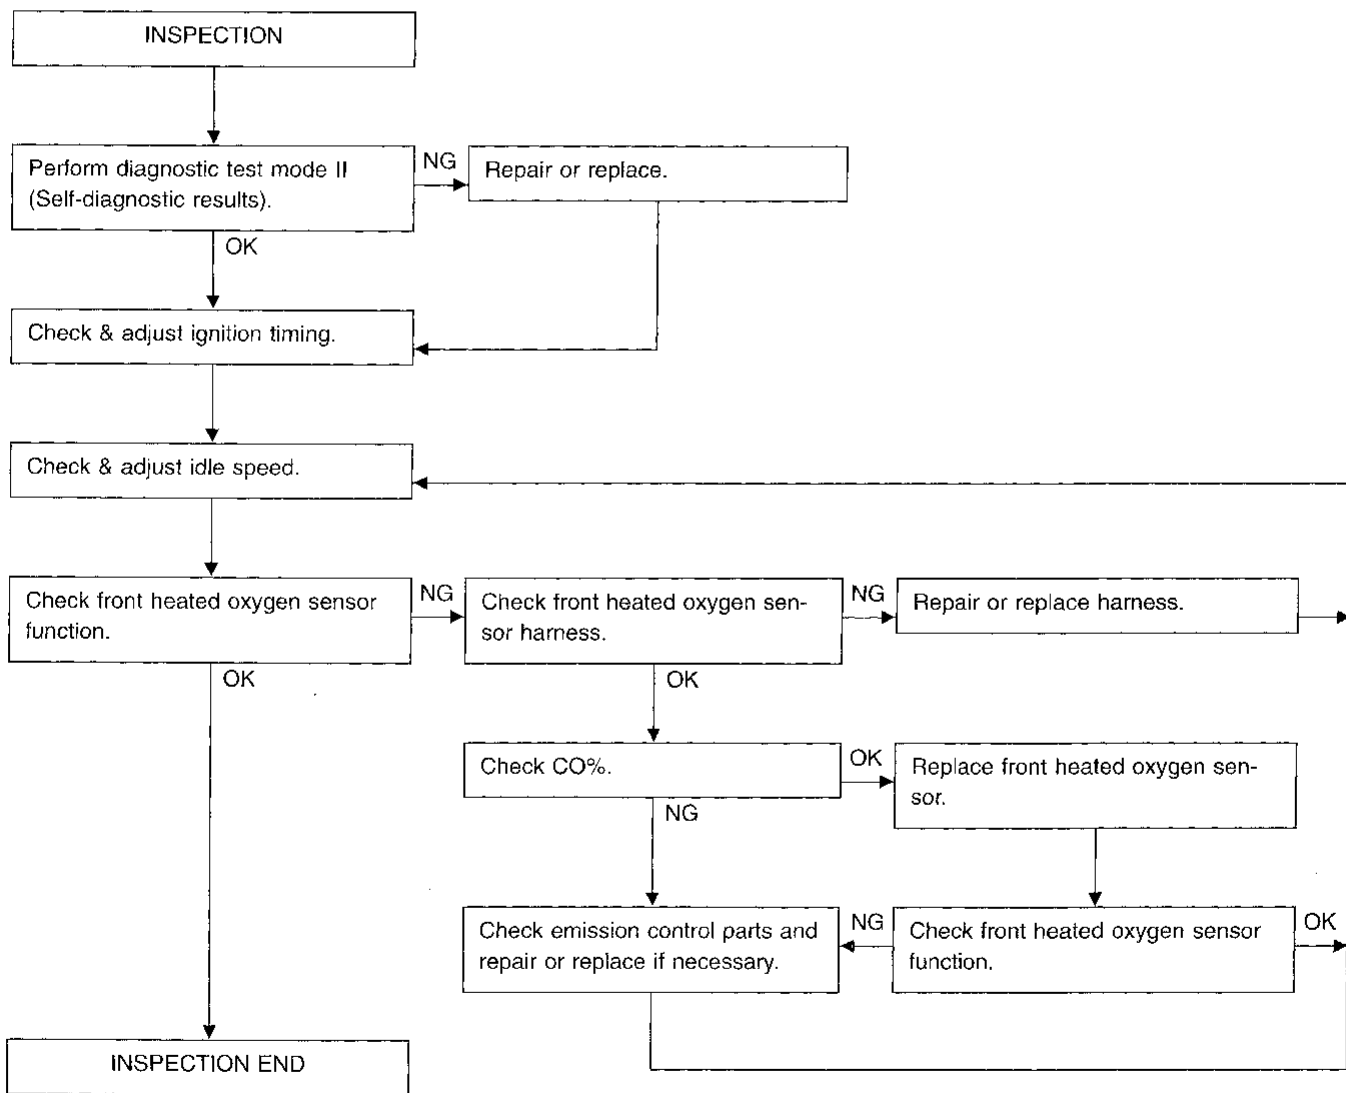 INSPECTION
Perform diagnostic test mode II
(Self-diagnostic results).
NG
Repair or replace.
OK
Check & adjust ignition timing.
Check & adjust idle speed.
Check front heated oxygen sensor
function.
NG
Check front heated oxygen sen-
sor harness.
NG
Repair or replace harness.
OK
OK
Check CO%.
OK
Replace front heated oxygen sen-
sor.
NG
Check emission control parts and
repair or replace if necessary.
NG
Check front heated oxygen sensor
function.
OK
INSPECTION END